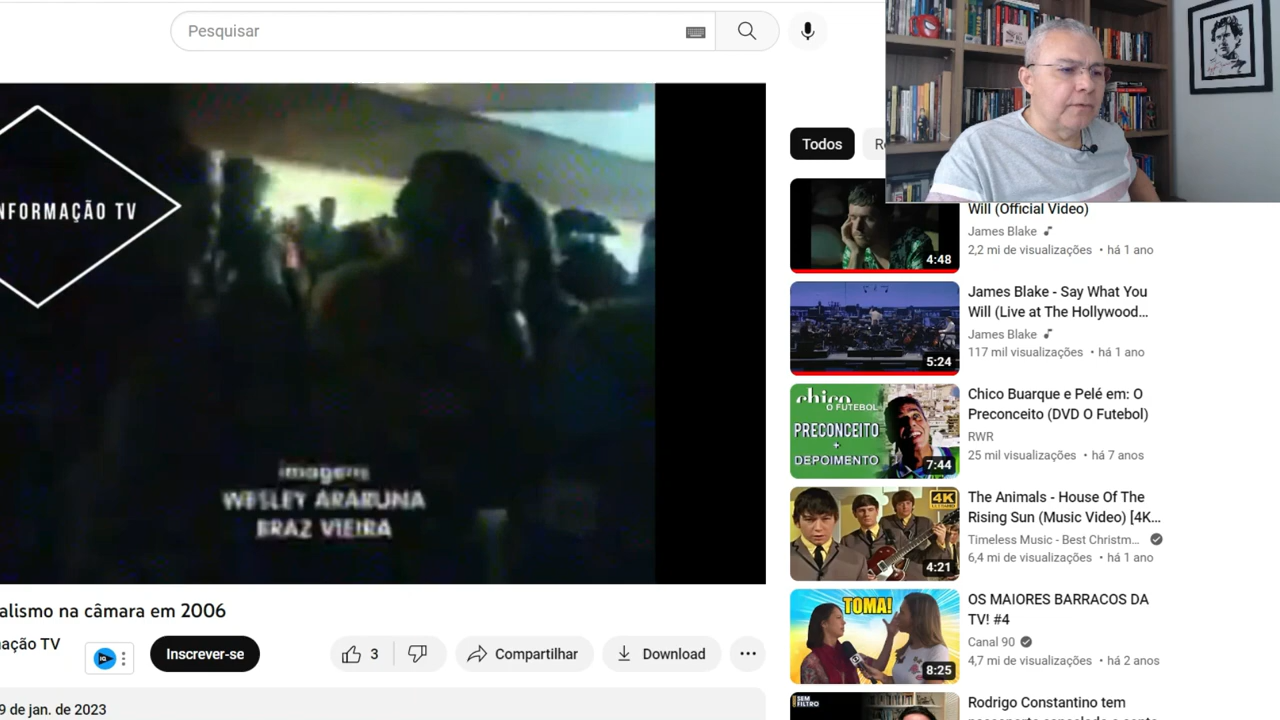 Pesquisar
NFORMAÇÃO TV
imagens
WESLEY ARARUNA
BRAZ VIEIRA
alismo na câmara em 2006
ação TV
Inscrever-se
3
Compartilhar
Download
9 de jan. de 2023
Todos
R
Will (Official Video)
James Blake
2,2 mi de visualizações • há 1 ano
4:48
James Blake - Say What You
Will (Live at The Hollywood...
James Blake
117 mil visualizações • há 1 ano
5:24
chico
O FUTEBOL
PRECONCEITO
+
DEPOIMENTO
7:44
Chico Buarque e Pelé em: O
Preconceito (DVD O Futebol)
RWR
25 mil visualizações • há 7 anos
4K
4:21
The Animals - House Of The
Rising Sun (Music Video) [4K...
Timeless Music - Best Christm...
6,4 mi de visualizações • há 1 ano
TOMA!
8:25
OS MAIORES BARRACOS DA
TV! #4
Canal 90
4,7 mi de visualizações • há 2 anos
SEM
FILTRO
Rodrigo Constantino tem